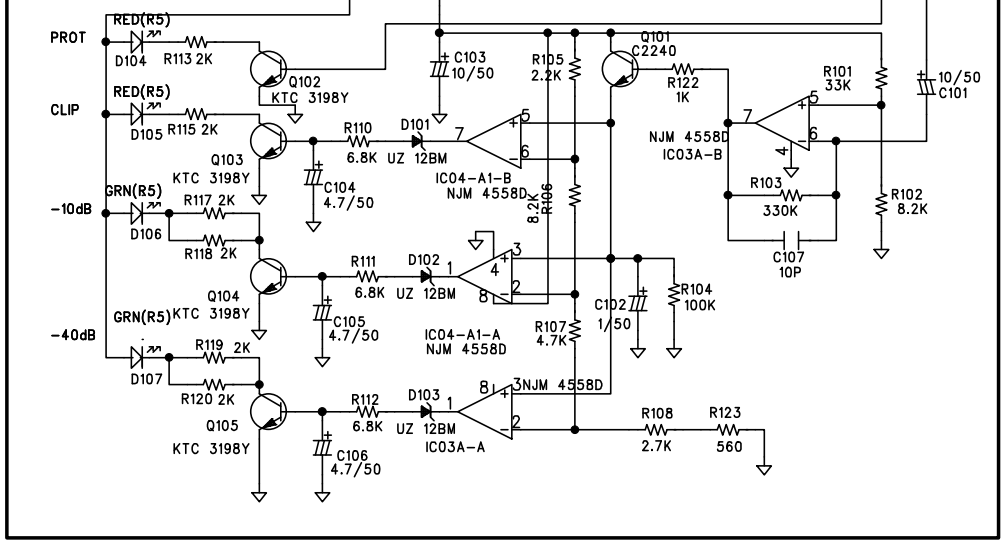 RED(R5)
PROT
D104
R113 2K
Q102
KTC 3198Y
C103
10/50
R105
2.2K
Q101
C2240
R122
1K
R101
33K
10/50
C101
CLIP
RED(R5)
D105
R115 2K
Q103
KTC 3198Y
R110
6.8K
D101
UZ 12BM
7
5
6
IC04-A1-B
NJM 4558D
C104
4.7/50
8.2K
R106
7
5
6
4
NJM 4558D
IC03A-B
R103
330K
C107
10P
R102
8.2K
GRN(R5)
-10dB
D106
R117 2K
R118 2K
Q104
KTC 3198Y
R111
6.8K
D102
UZ 12BM
1
3
4
8
2
C105
4.7/50
IC04-A1-A
NJM 4558D
R107
4.7K
C102
1/50
R104
100K
GRN(R5)
-40dB
D107
R119 2K
R120 2K
Q105
KTC 3198Y
R112
6.8K
D103
UZ 12BM
1
8
3
NJM 4558D
2
IC03A-A
C106
4.7/50
R108
2.7K
R123
560